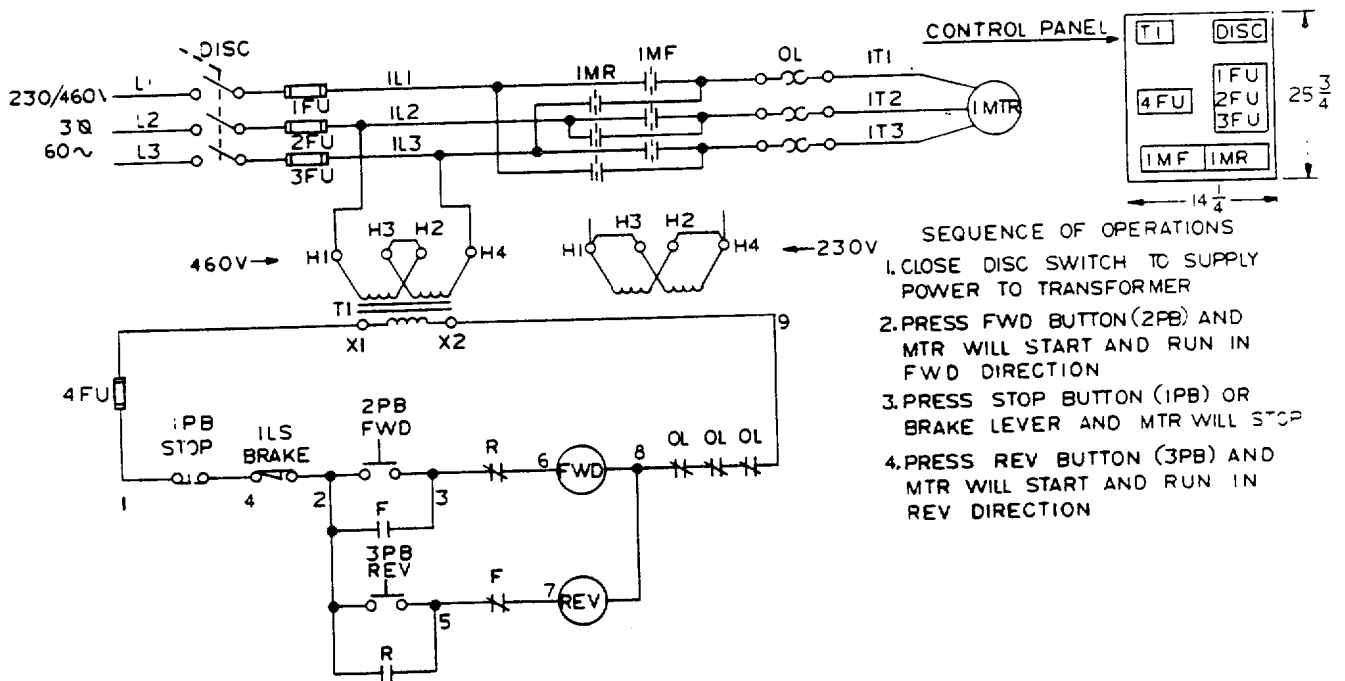 DISC
230/460V
3Ø
60~
L1
L2
L3
1FU
2FU
3FU
1L1
1L2
1L3
1MR
1MF
OL
1T1
1T2
1T3
1 MTR
CONTROL PANEL
T1
DISC
4FU
1FU
2FU
3FU
1MF
1MR
25 3/4
14 1/4
460V
H1
H3
H2
H4
H1
H3
H2
H4
230V
T1
X1
X2
9
4FU
1PB
STOP
1LS
BRAKE
2PB
FWD
R
6
FWD
8
OL
OL
OL
1
4
2
3
F
3PB
REV
F
7
REV
5
R
SEQUENCE OF OPERATIONS
1. CLOSE DISC SWITCH TO SUPPLY
POWER TO TRANSFORMER
2. PRESS FWD BUTTON (2PB) AND
MTR WILL START AND RUN IN
FWD DIRECTION
3. PRESS STOP BUTTON (1PB) OR
BRAKE LEVER AND MTR WILL STOP
4. PRESS REV BUTTON (3PB) AND
MTR WILL START AND RUN IN
REV DIRECTION